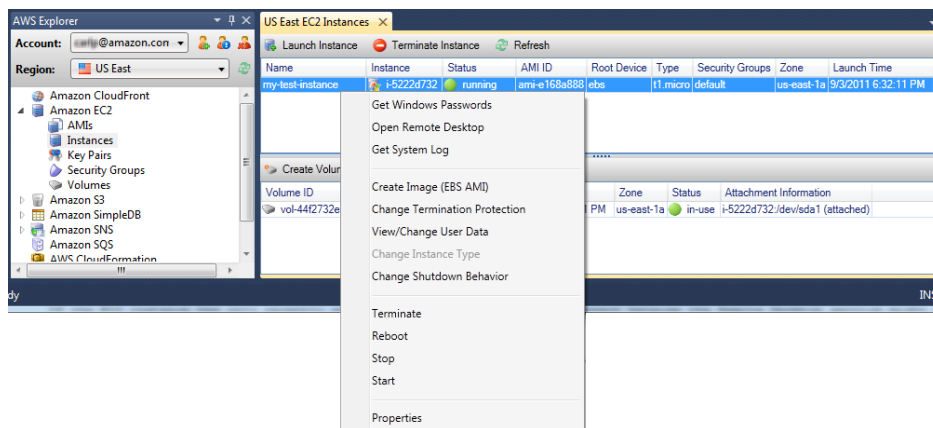 AWS Explorer
Account: @amazon.con
Region: US East
Amazon CloudFront
Amazon EC2
AMIs
Instances
Key Pairs
Security Groups
Volumes
Amazon S3
Amazon SimpleDB
Amazon SNS
Amazon SQS
AWS CloudFormation
dy
US East EC2 Instances
Launch Instance Terminate Instance Refresh
Name Instance Status AMI ID Root Device Type Security Groups Zone Launch Time
my-test-instance i-5222d732 running ami-e168a888 ebs t1.micro default us-east-1a 9/3/2011 6:32:11 PM
Create Volur
Volume ID Zone Status Attachment Information
vol-44f2732e PM us-east-1a in-use i-5222d732:/dev/sda1 (attached)
INS
Get Windows Passwords
Open Remote Desktop
Get System Log
Create Image (EBS AMI)
Change Termination Protection
View/Change User Data
Change Instance Type
Change Shutdown Behavior
Terminate
Reboot
Stop
Start
Properties